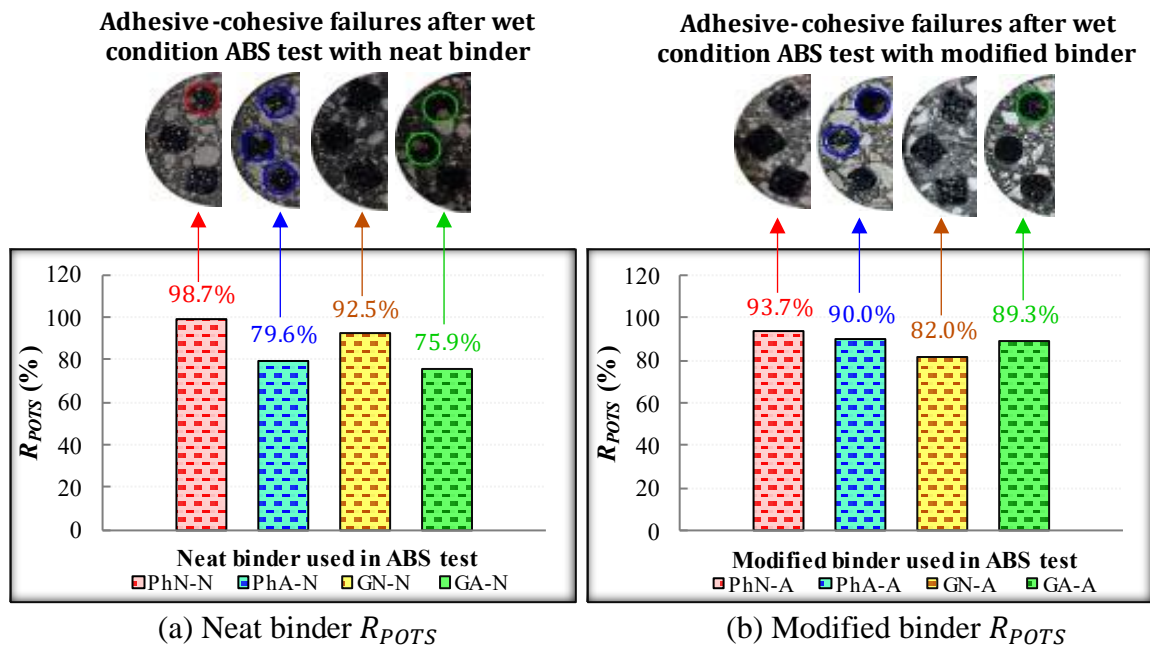 Adhesive-cohesive failures after wet
condition ABS test with neat binder
120
100
80
60
40
20
0
R_POTS (%)
98.7%
79.6%
92.5%
75.9%
Neat binder used in ABS test
PhN-N PhA-N GN-N GA-N
(a) Neat binder R_POTS
Adhesive-cohesive failures after wet
condition ABS test with modified binder
120
100
80
60
40
20
0
R_POTS (%)
93.7%
90.0%
82.0%
89.3%
Modified binder used in ABS test
PhN-A PhA-A GN-A GA-A
(b) Modified binder R_POTS